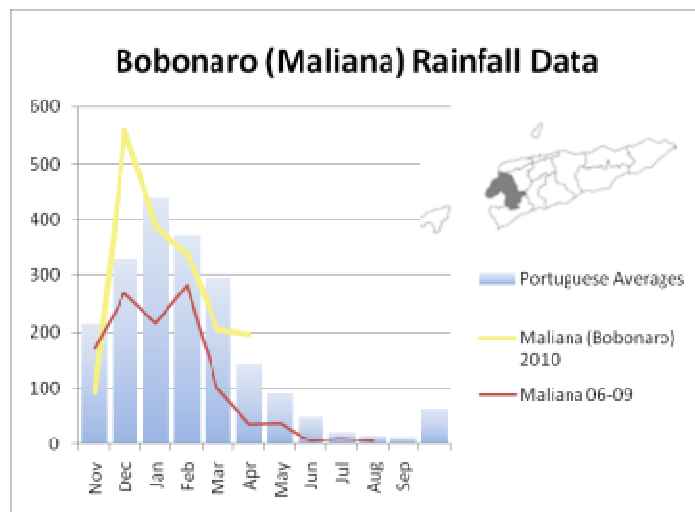 Bobonaro (Maliana) Rainfall Data
600
500
400
300
200
100
0
Nov
Dec
Jan
Feb
Mar
Apr
May
Jun
Jul
Aug
Sep
Portuguese Averages
Maliana (Bobonaro)
2010
Maliana 06-09